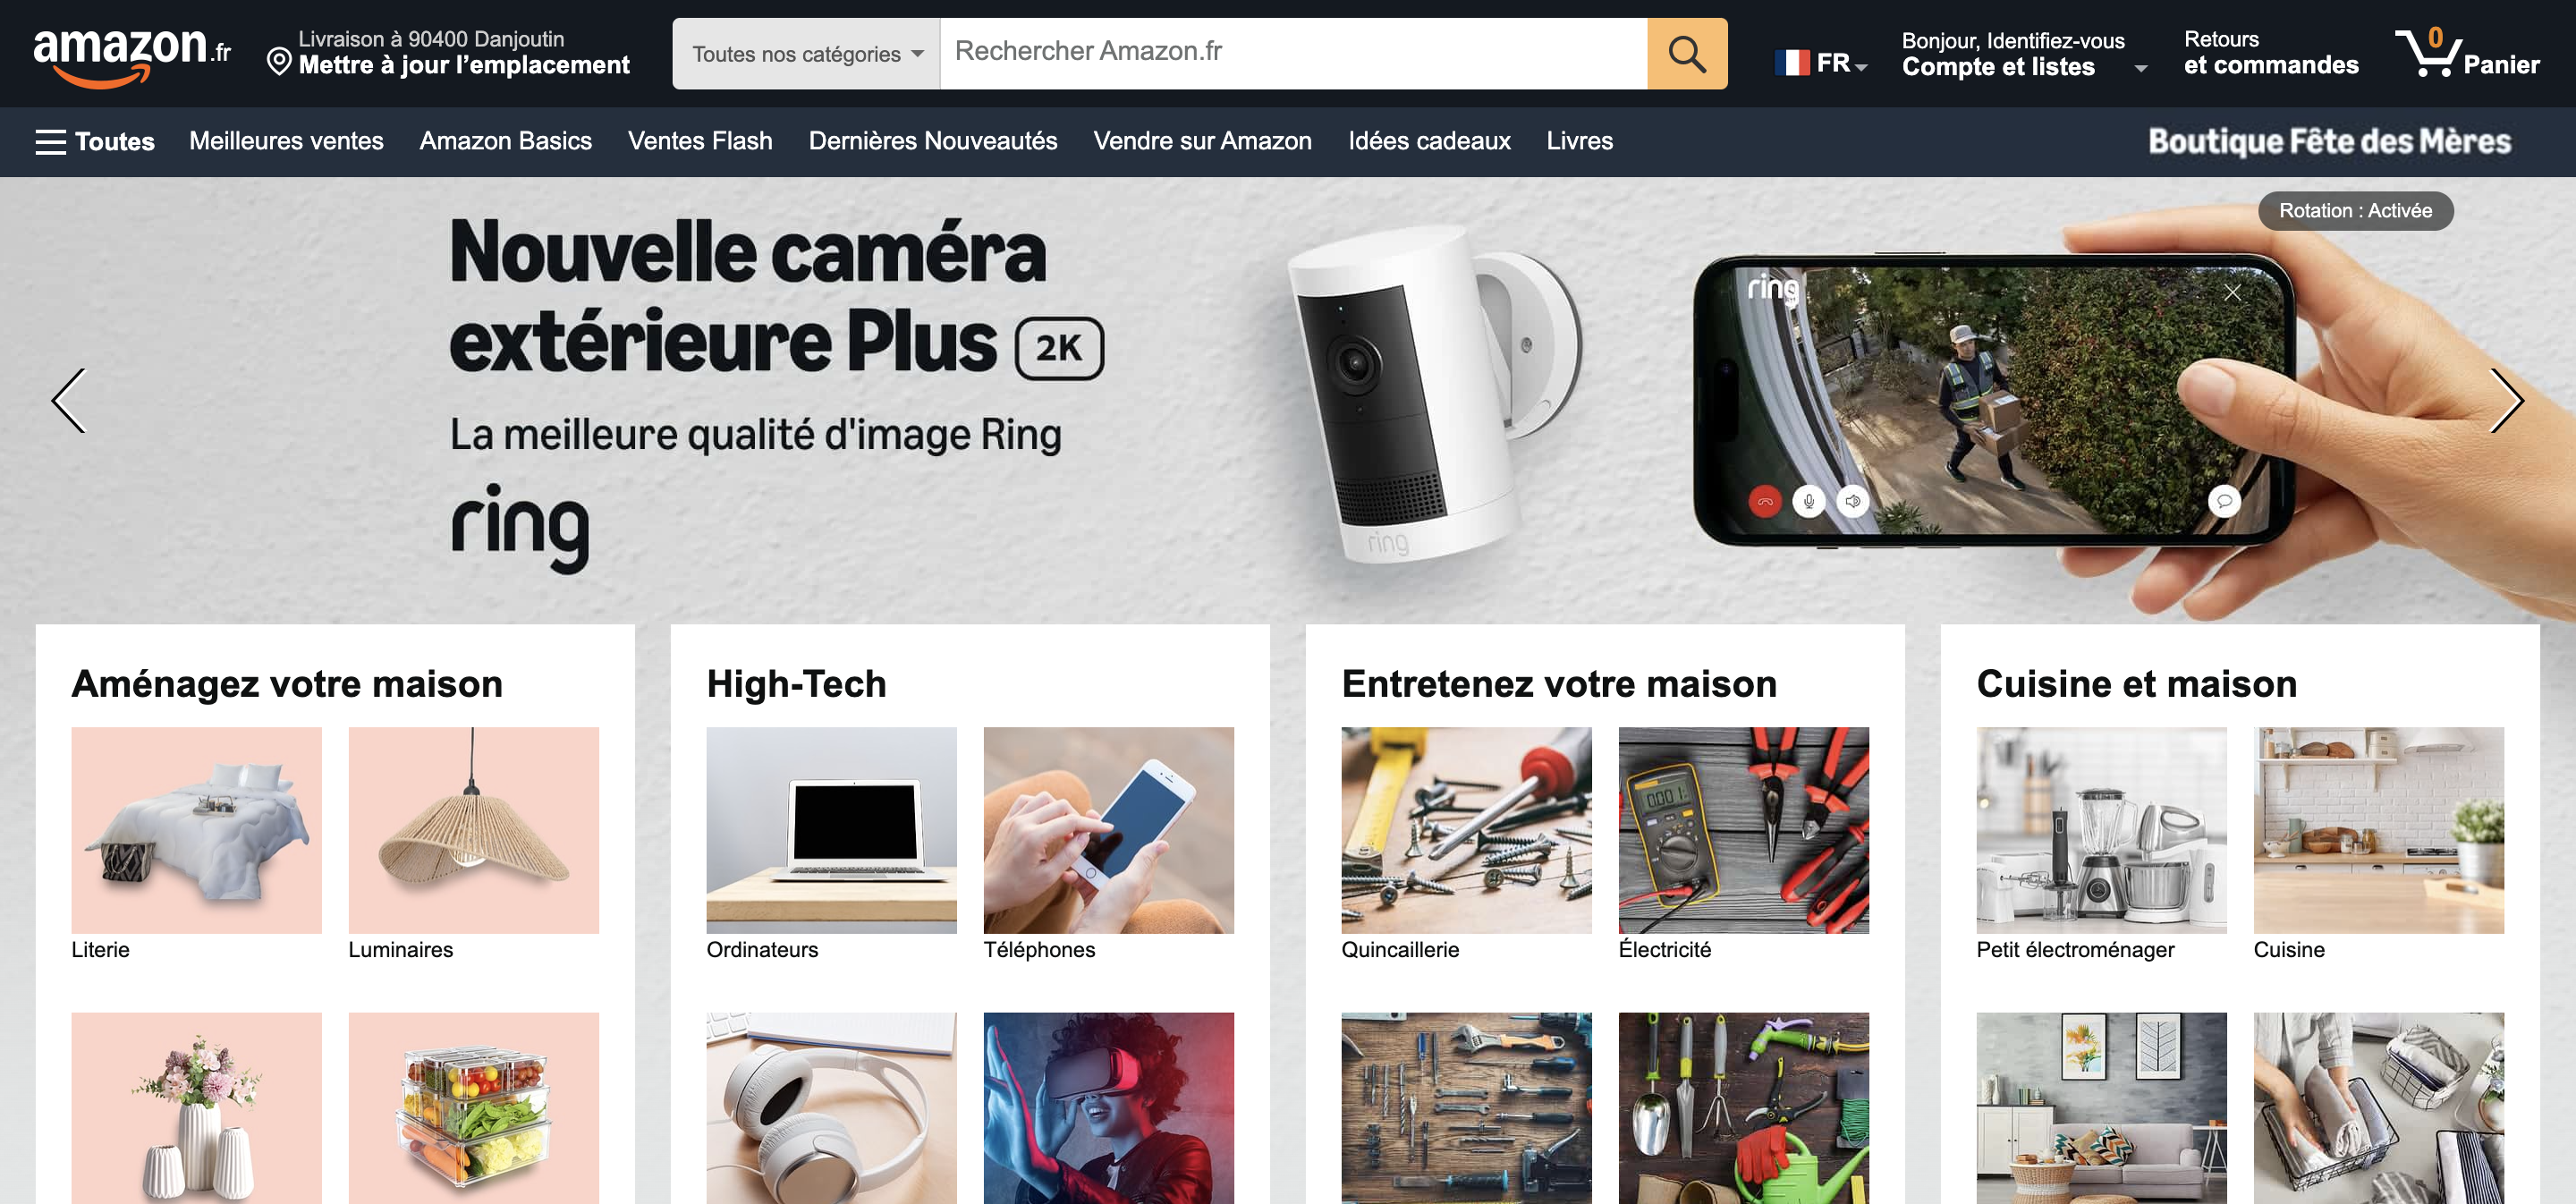 amazon.fr
Livraison à 90400 Danjoutin
Mettre à jour l’emplacement
Toutes nos catégories
Rechercher Amazon.fr
FR
Bonjour, Identifiez-vous
Compte et listes
Retours
et commandes
0
Panier
Toutes
Meilleures ventes
Amazon Basics
Ventes Flash
Dernières Nouveautés
Vendre sur Amazon
Idées cadeaux
Livres
Boutique Fête des Mères
Rotation : Activée
Nouvelle caméra
extérieure Plus 2K
La meilleure qualité d'image Ring
ring
ring
ring
Aménagez votre maison
Literie
Luminaires
High-Tech
Ordinateurs
Téléphones
Entretenez votre maison
0.001
Quincaillerie
Électricité
Cuisine et maison
Petit électroménager
Cuisine